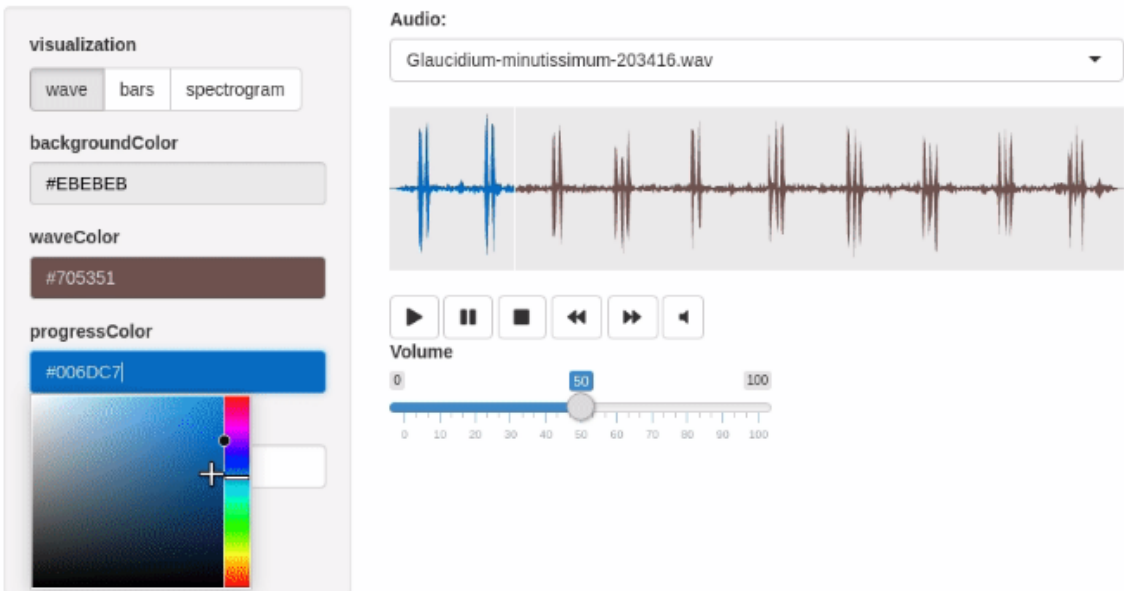 visualization
wave bars spectrogram
backgroundColor
#EBEBEB
waveColor
#705351
progressColor
#006DC7
Audio:
Glaucidium-minutissimum-203416.wav
Volume
0 50 100
0 10 20 30 40 50 60 70 80 90 100